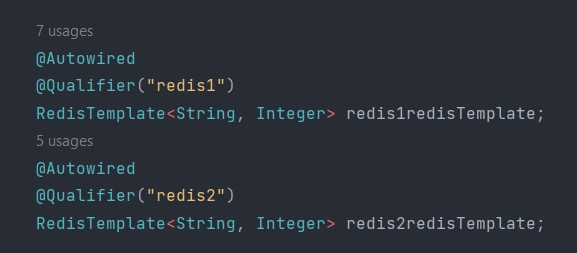 7 usages
@Autowired
@Qualifier("redis1")
RedisTemplate<String, Integer> redis1redisTemplate;
5 usages
@Autowired
@Qualifier("redis2")
RedisTemplate<String, Integer> redis2redisTemplate;